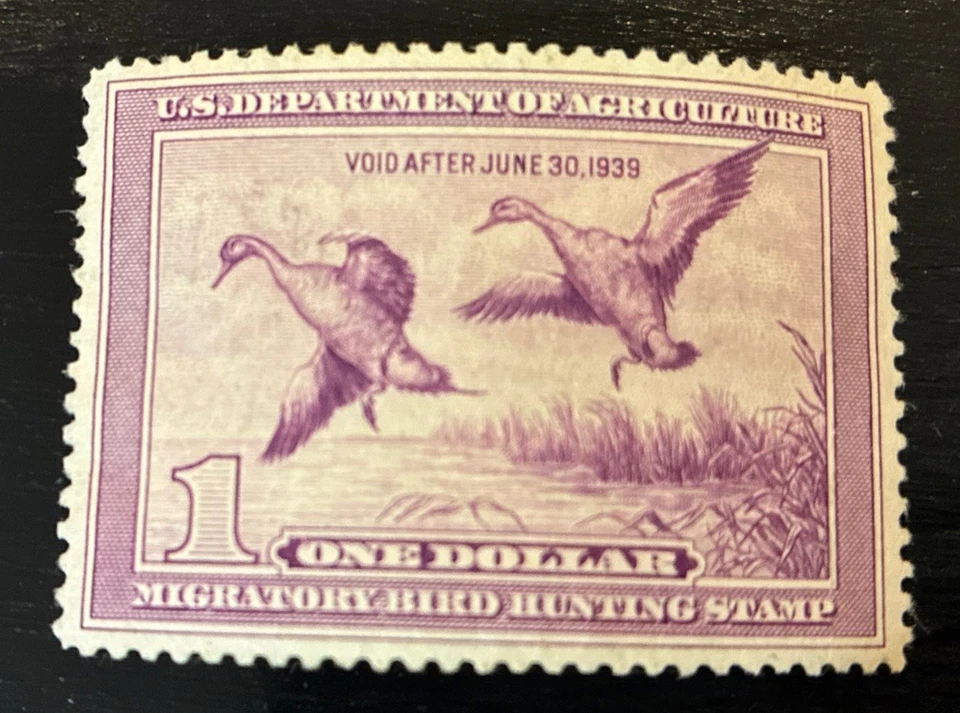 U.S. DEPARTMENT OF AGRICULTURE
VOID AFTER JUNE 30, 1939
1
ONE DOLLAR
MIGRATORY BIRD HUNTING STAMP